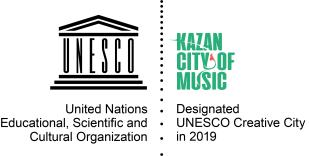 UNESCO
United Nations
Educational, Scientific and
Cultural Organization
KAZAN
CITY OF
MUSIC
Designated
UNESCO Creative City
in 2019